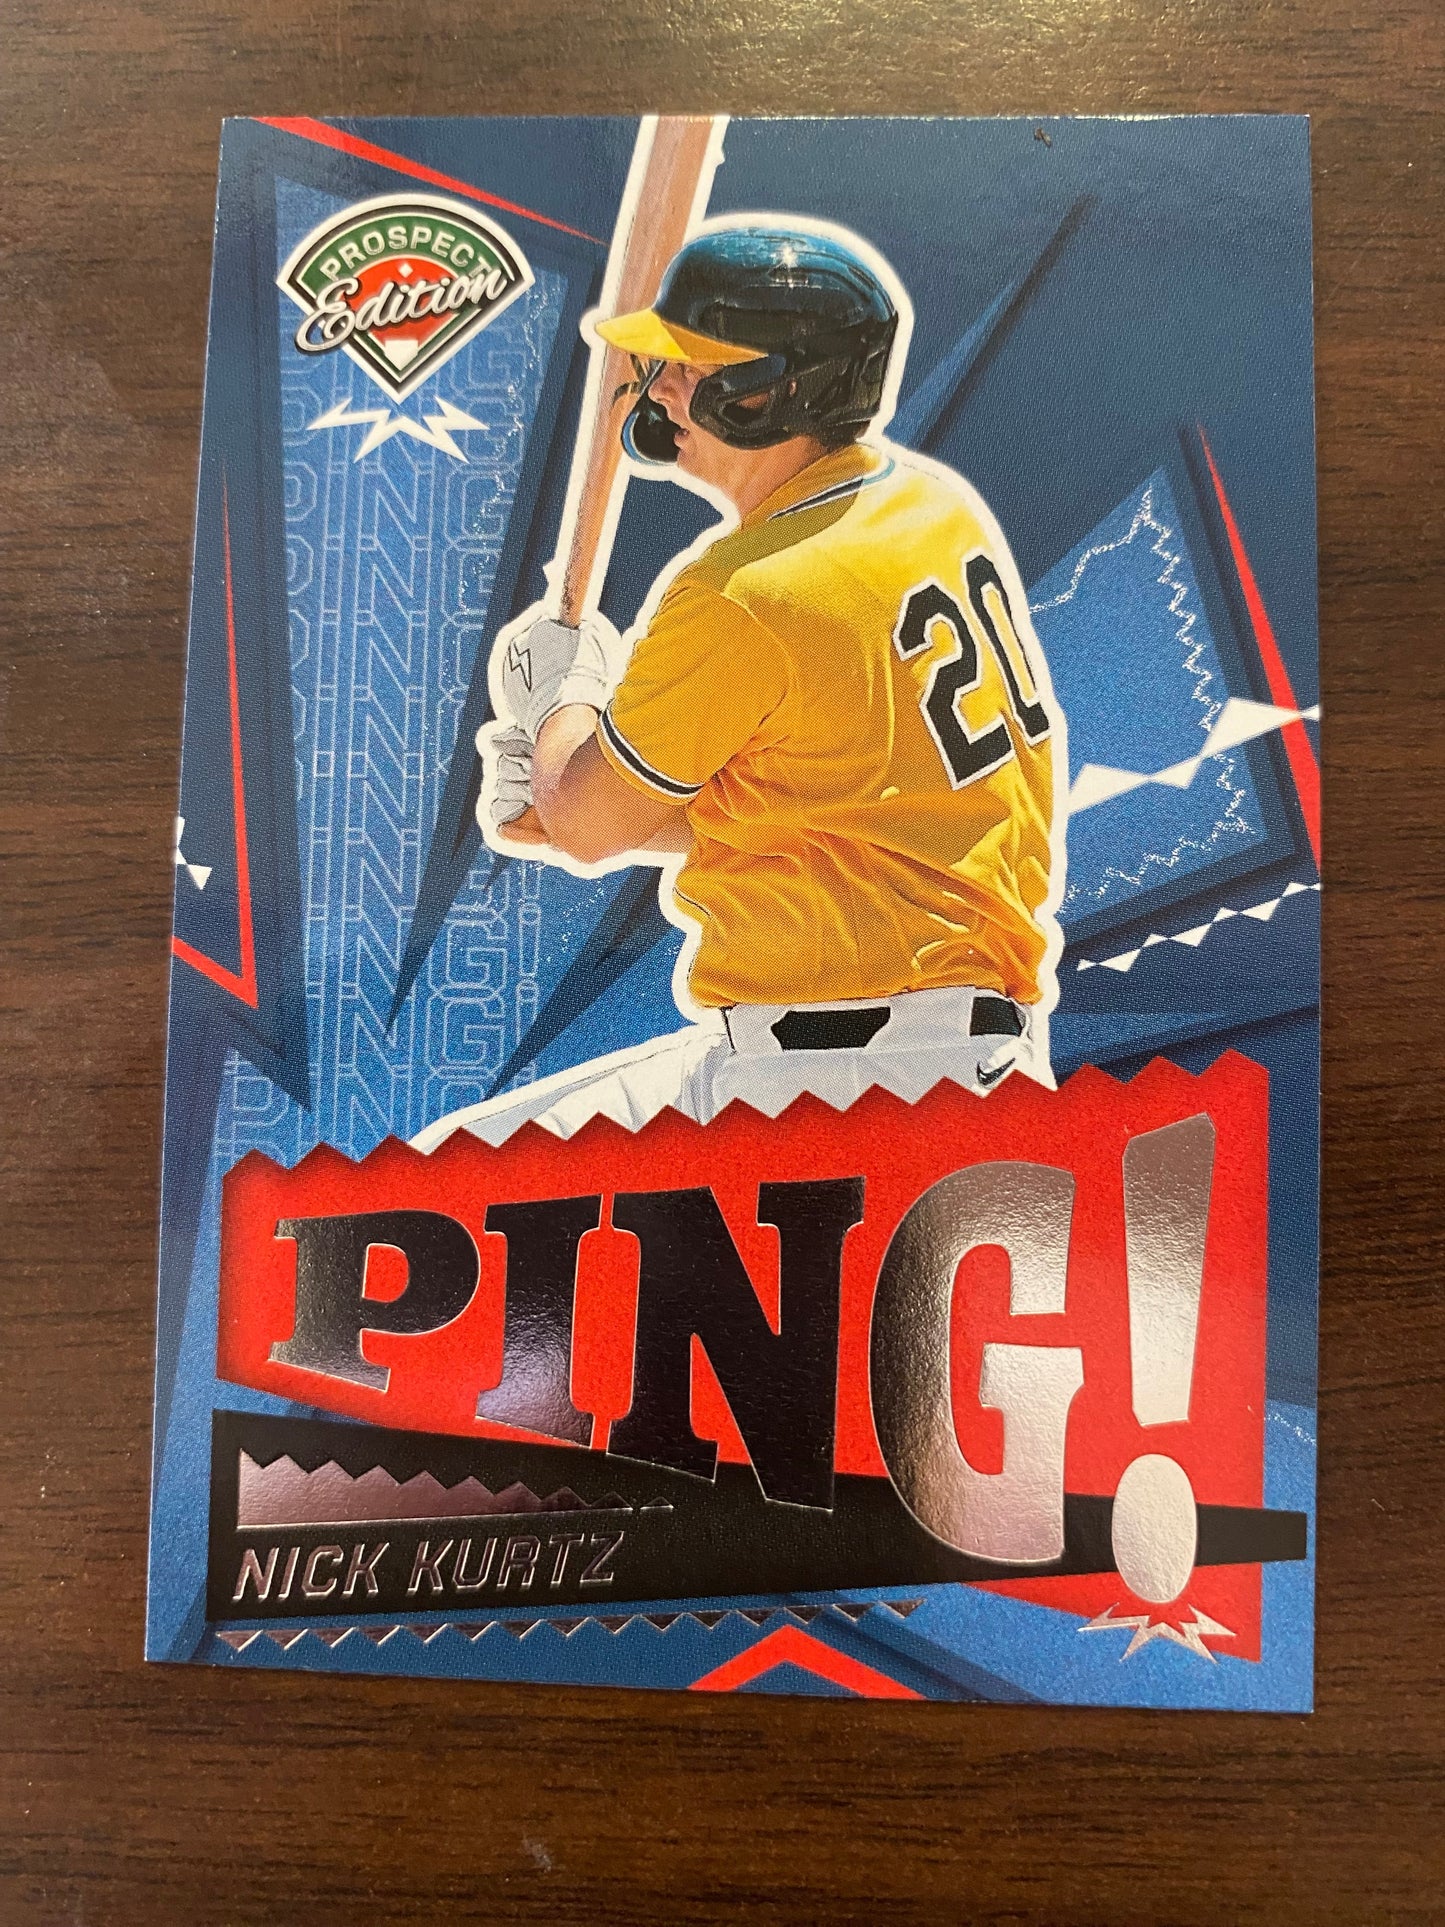 PROSPECT
Edition
20
PING!
NICK KURTZ